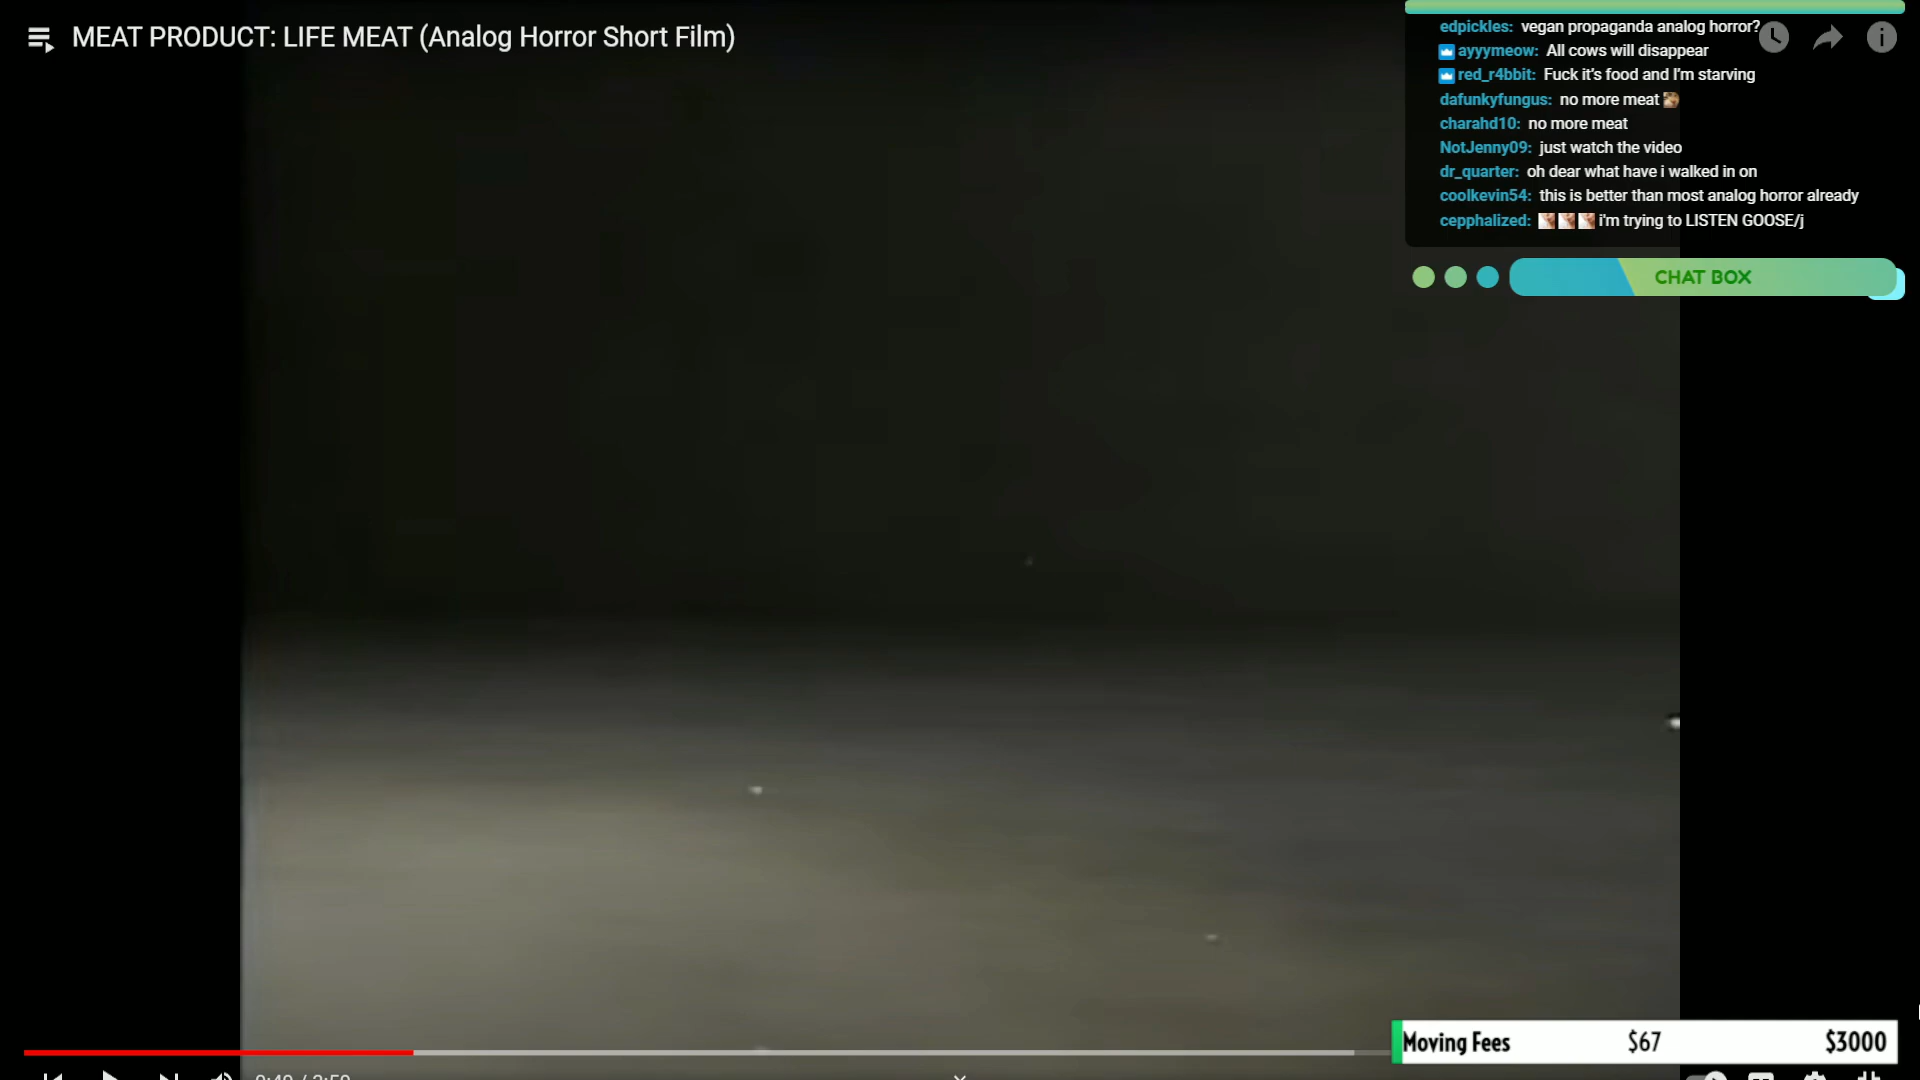 MEAT PRODUCT: LIFE MEAT (Analog Horror Short Film)
edpickles: vegan propaganda analog horror?
ayyymeow: All cows will disappear
red_r4bbit: Fuck it's food and I'm starving
dafunkyfungus: no more meat
charahd10: no more meat
NotJenny09: just watch the video
dr_quarter: oh dear what have i walked in on
coolkevin54: this is better than most analog horror already
cepphalized: i'm trying to LISTEN GOOSE/j
CHAT BOX
Moving Fees $67 $3000